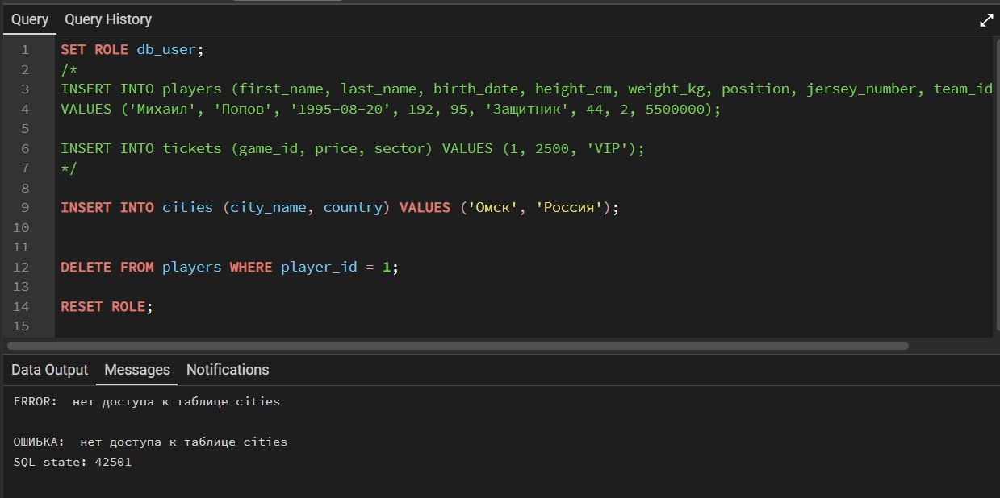 Query Query History
1 SET ROLE db_user;
2 /*
3 INSERT INTO players (first_name, last_name, birth_date, height_cm, weight_kg, position, jersey_number, team_id
4 VALUES ('Михаил', 'Попов', '1995-08-20', 192, 95, 'Защитник', 44, 2, 5500000);
5
6 INSERT INTO tickets (game_id, price, sector) VALUES (1, 2500, 'VIP');
7 */
8
9 INSERT INTO cities (city_name, country) VALUES ('Омск', 'Россия');
10
11
12 DELETE FROM players WHERE player_id = 1;
13
14 RESET ROLE;
15
Data Output Messages Notifications
ERROR: нет доступа к таблице cities
ОШИБКА: нет доступа к таблице cities
SQL state: 42501